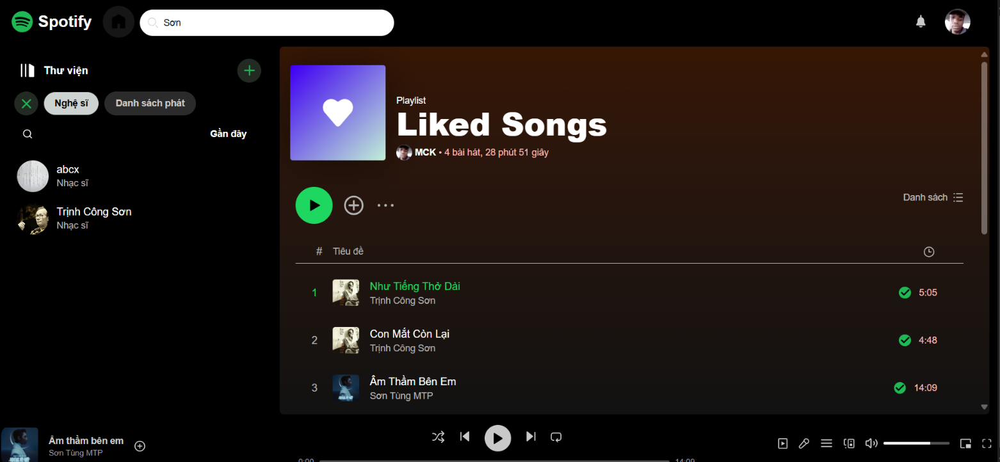 Spotify
Sơn
Thư viện
Nghệ sĩ
Danh sách phát
Gần đây
abcx
Nhạc sĩ
Trịnh Công Sơn
Nhạc sĩ
Playlist
Liked Songs
MCK • 4 bài hát, 28 phút 51 giây
Danh sách
# Tiêu đề
1 Như Tiếng Thở Dài 5:05
Trịnh Công Sơn
2 Con Mắt Còn Lại 4:48
Trịnh Công Sơn
3 Âm Thầm Bên Em 14:09
Sơn Tùng MTP
Âm thầm bên em
Sơn Tùng MTP
0:00 14:09